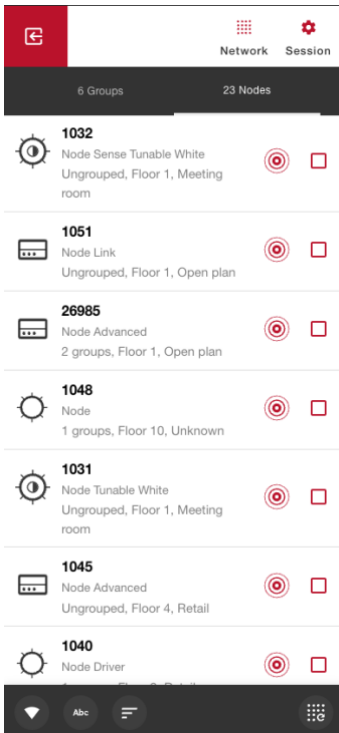 Network Session
6 Groups 23 Nodes
1032
Node Sense Tunable White
Ungrouped, Floor 1, Meeting
room
1051
Node Link
Ungrouped, Floor 1, Open plan
26985
Node Advanced
2 groups, Floor 1, Open plan
1048
Node
1 groups, Floor 10, Unknown
1031
Node Tunable White
Ungrouped, Floor 1, Meeting
room
1045
Node Advanced
Ungrouped, Floor 4, Retail
1040
Node Driver
Abc